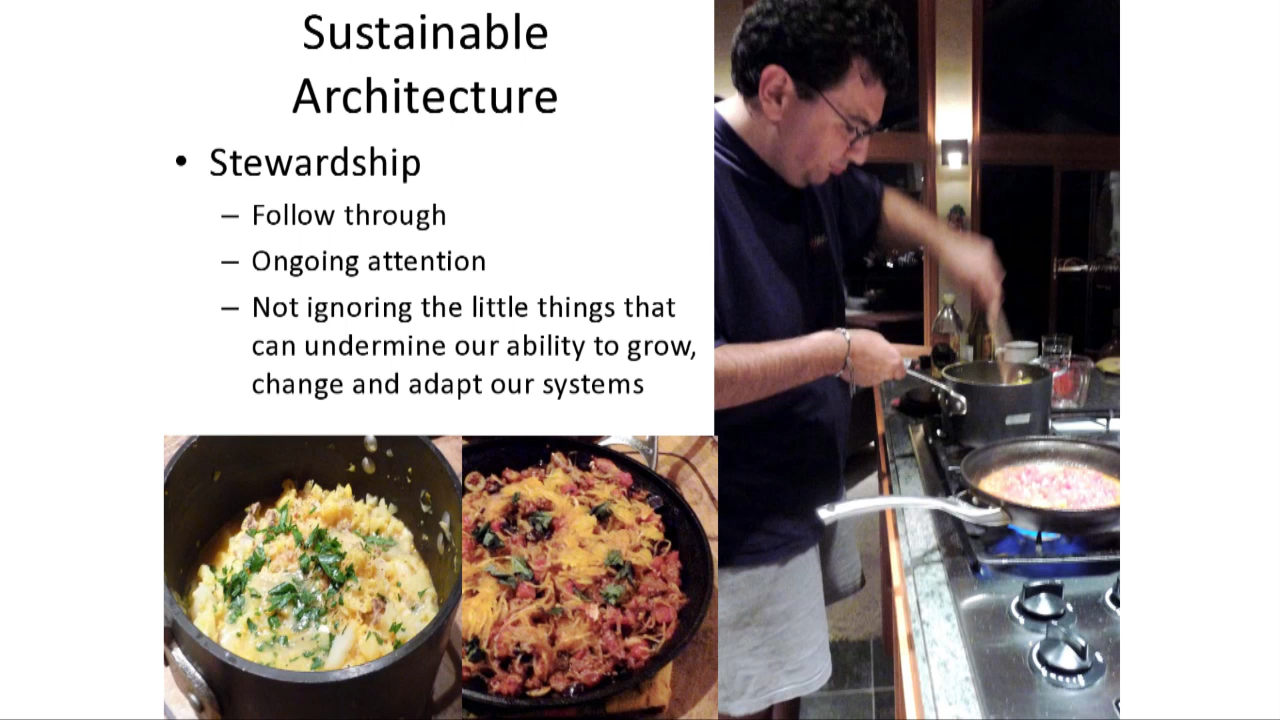 Sustainable
Architecture
• Stewardship
– Follow through
– Ongoing attention
– Not ignoring the little things that
can undermine our ability to grow,
change and adapt our systems